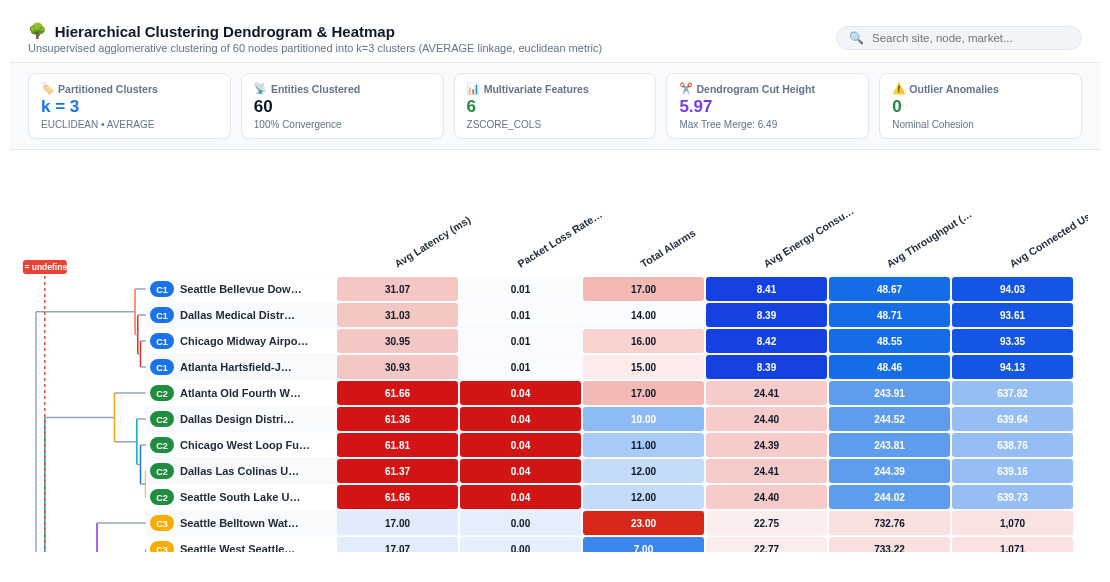 🌳 Hierarchical Clustering Dendrogram & Heatmap
Unsupervised agglomerative clustering of 60 nodes partitioned into k=3 clusters (AVERAGE linkage, euclidean metric)
🔍 Search site, node, market...
🏷️ Partitioned Clusters
k = 3
EUCLIDEAN • AVERAGE
📡 Entities Clustered
60
100% Convergence
📊 Multivariate Features
6
ZSCORE_COLS
✂️ Dendrogram Cut Height
5.97
Max Tree Merge: 6.49
⚠️ Outlier Anomalies
0
Nominal Cohesion
Avg Latency (ms) Packet Loss Rate… Total Alarms Avg Energy Consu… Avg Throughput (… Avg Connected Us
= undefine
C1 Seattle Bellevue Dow… 31.07 0.01 17.00 8.41 48.67 94.03
C1 Dallas Medical Distr… 31.03 0.01 14.00 8.39 48.71 93.61
C1 Chicago Midway Airpo… 30.95 0.01 16.00 8.42 48.55 93.35
C1 Atlanta Hartsfield-J… 30.93 0.01 15.00 8.39 48.46 94.13
C2 Atlanta Old Fourth W… 61.66 0.04 17.00 24.41 243.91 637.82
C2 Dallas Design Distri… 61.36 0.04 10.00 24.40 244.52 639.64
C2 Chicago West Loop Fu… 61.81 0.04 11.00 24.39 243.81 638.76
C2 Dallas Las Colinas U… 61.37 0.04 12.00 24.41 244.39 639.16
C2 Seattle South Lake U… 61.66 0.04 12.00 24.40 244.02 639.73
C3 Seattle Belltown Wat… 17.00 0.00 23.00 22.75 732.76 1,070
C3 Seattle West Seattle… 17.07 0.00 7.00 22.77 733.22 1,071